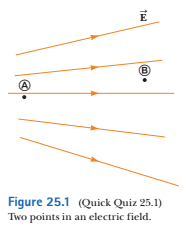 E
B
A
Figure 25.1 (Quick Quiz 25.1)
Two points in an electric field.